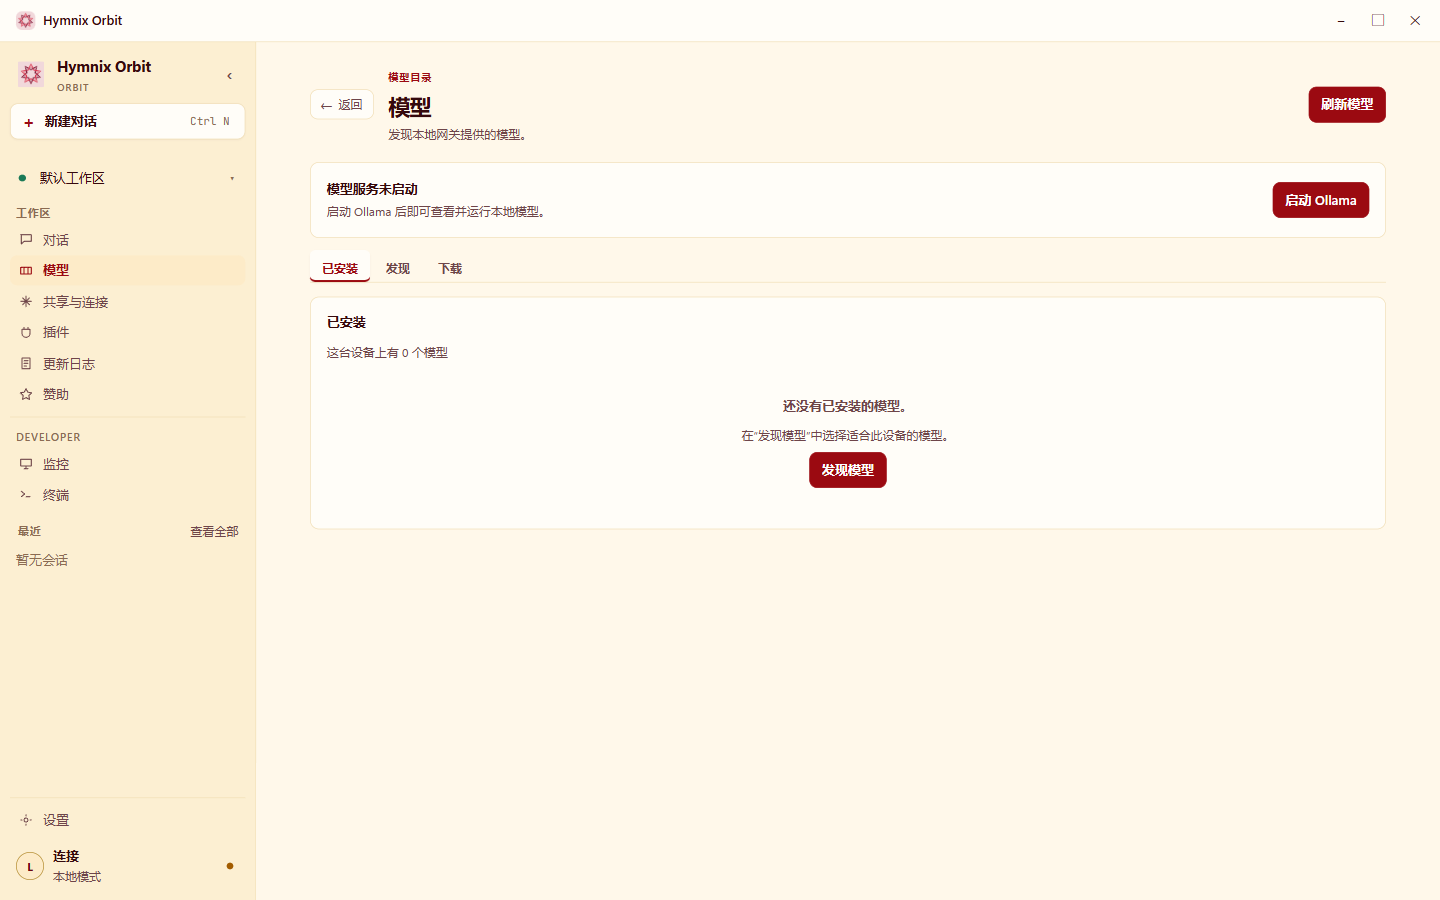 Hymnix Orbit
Hymnix Orbit
ORBIT
+ 新建对话 Ctrl N
默认工作区
工作区
对话
模型
共享与连接
插件
更新日志
赞助
DEVELOPER
监控
终端
最近 查看全部
暂无会话
设置
L
连接
本地模式
← 返回
模型目录
模型
发现本地网关提供的模型。
刷新模型
模型服务未启动
启动 Ollama 后即可查看并运行本地模型。
启动 Ollama
已安装 发现 下载
已安装
这台设备上有 0 个模型
还没有已安装的模型。
在"发现模型"中选择适合此设备的模型。
发现模型